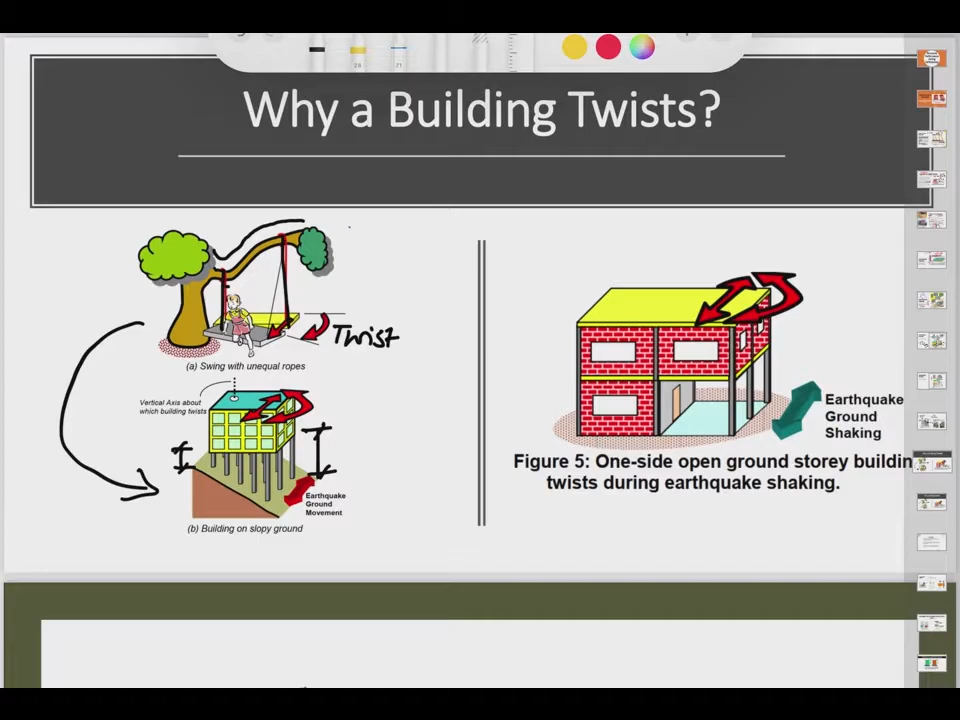 Why a Building Twists?
Twist
(a) Swing with unequal ropes
Vertical Axis about
which building twists
Earthquake
Ground
Movement
(b) Building on slopy ground
Earthquake
Ground
Shaking
Figure 5: One-side open ground storey buildin
twists during earthquake shaking.